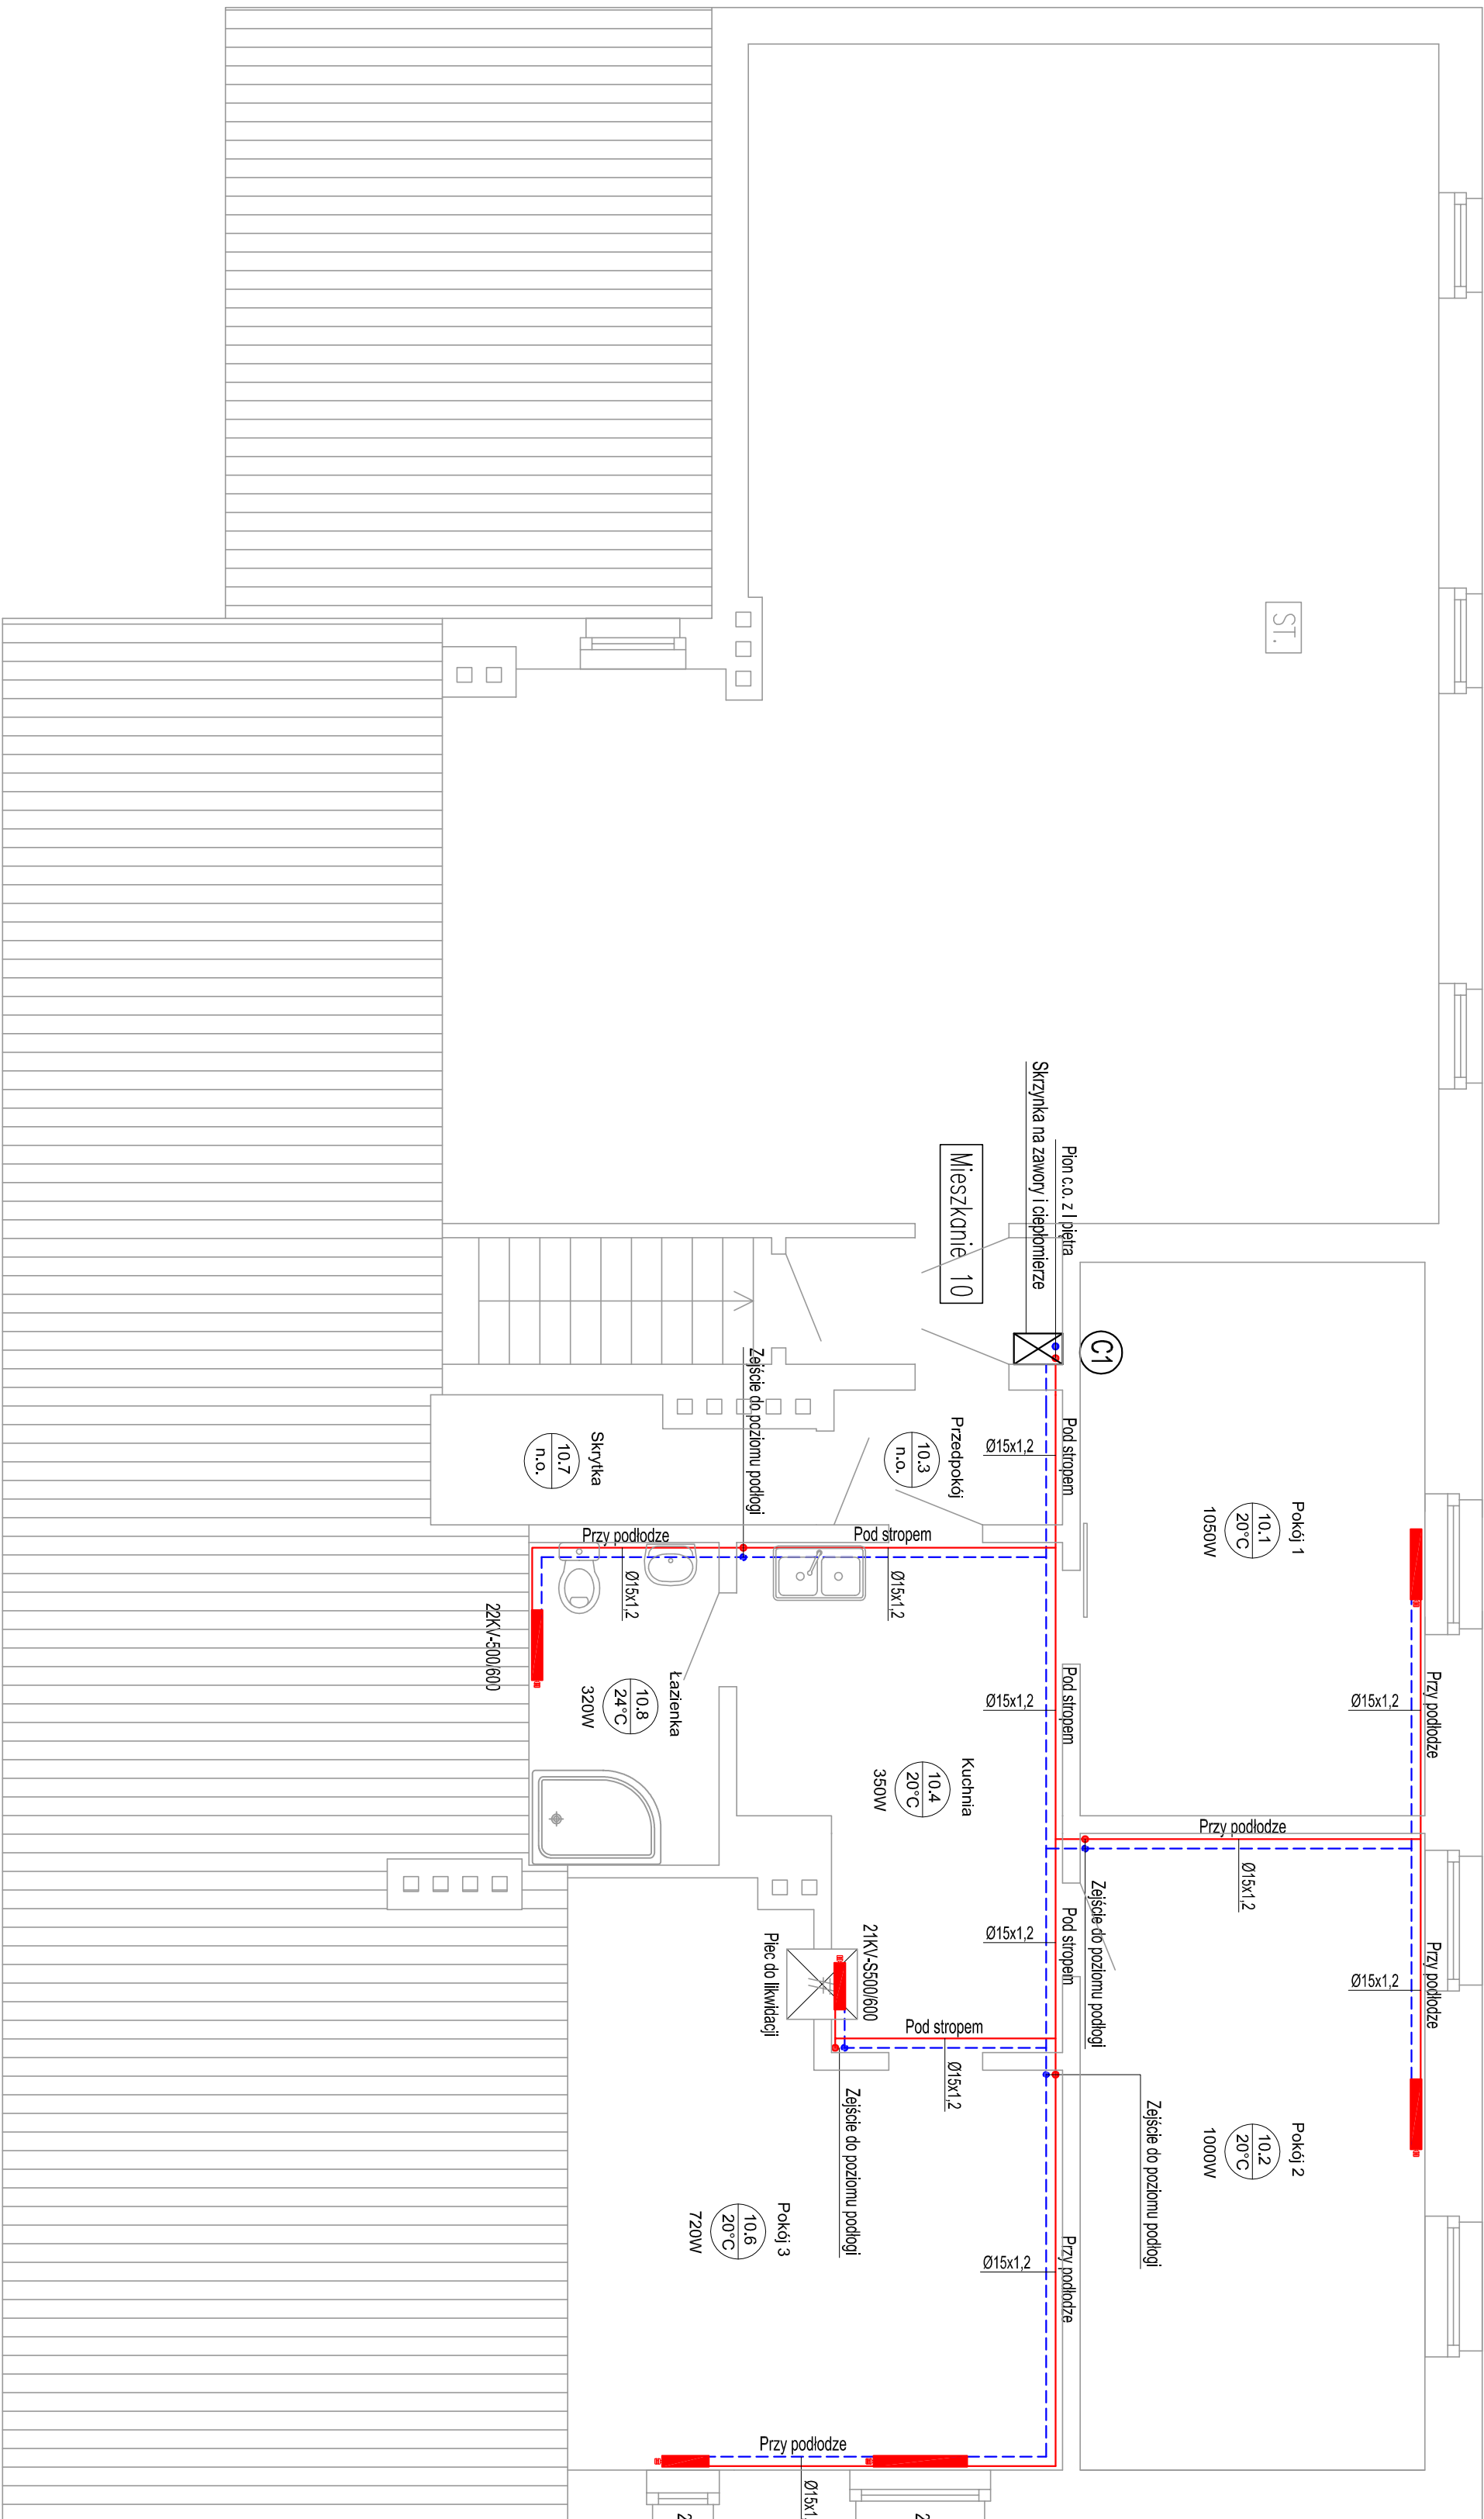 ST.
Skrzynka na zawory i ciepłomierze
Pion c.o. z I piętra
Mieszkanie 10
C1
Zejście do poziomu podłogi
Skrytka
10.7
n.o.
Przedpokój
10.3
n.o.
Ø15x1,2
Pod stropem
Pokój 1
10.1
20°C
1050W
Przy podłodze
Pod stropem
Ø15x1,2
Ø15x1,2
22KV-500/600
Łazienka
10.8
24°C
320W
Ø15x1,2
Pod stropem
Ø15x1,2
Przy podłodze
Kuchnia
10.4
20°C
350W
Przy podłodze
Ø15x1,2
Zejście do poziomu podłogi
21KV-S500/600
Piec do likwidacji
Ø15x1,2
Pod stropem
Ø15x1,2
Przy podłodze
Pod stropem
Ø15x1,2
Zejście do poziomu podłogi
Zejście do poziomu podłogi
Pokój 2
10.2
20°C
1000W
Pokój 3
10.6
20°C
720W
Ø15x1,2
Przy podłodze
Przy podłodze
Ø15x1,
2
2